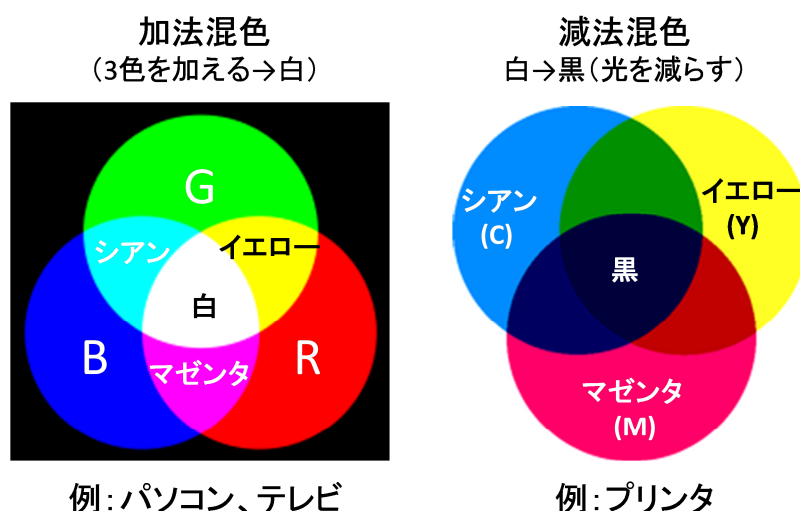 加法混色
（3色を加える→白）
G
シアン
イエロー
白
B
マゼンタ
R
例：パソコン、テレビ
減法混色
白→黒（光を減らす）
シアン
(C)
イエロー
(Y)
黒
マゼンタ
(M)
例：プリンタ